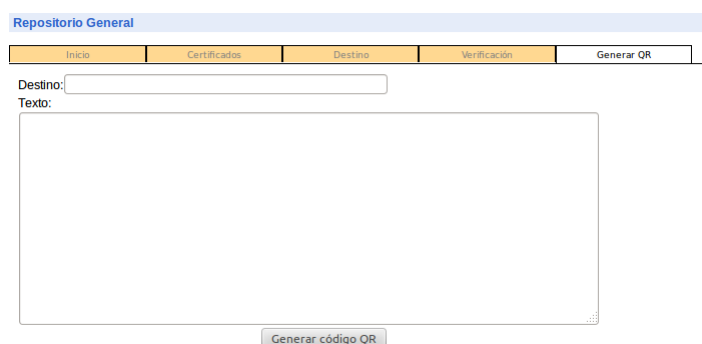 Repositorio General
Inicio Certificados Destino Verificación Generar QR
Destino:
Texto:
Generar código QR